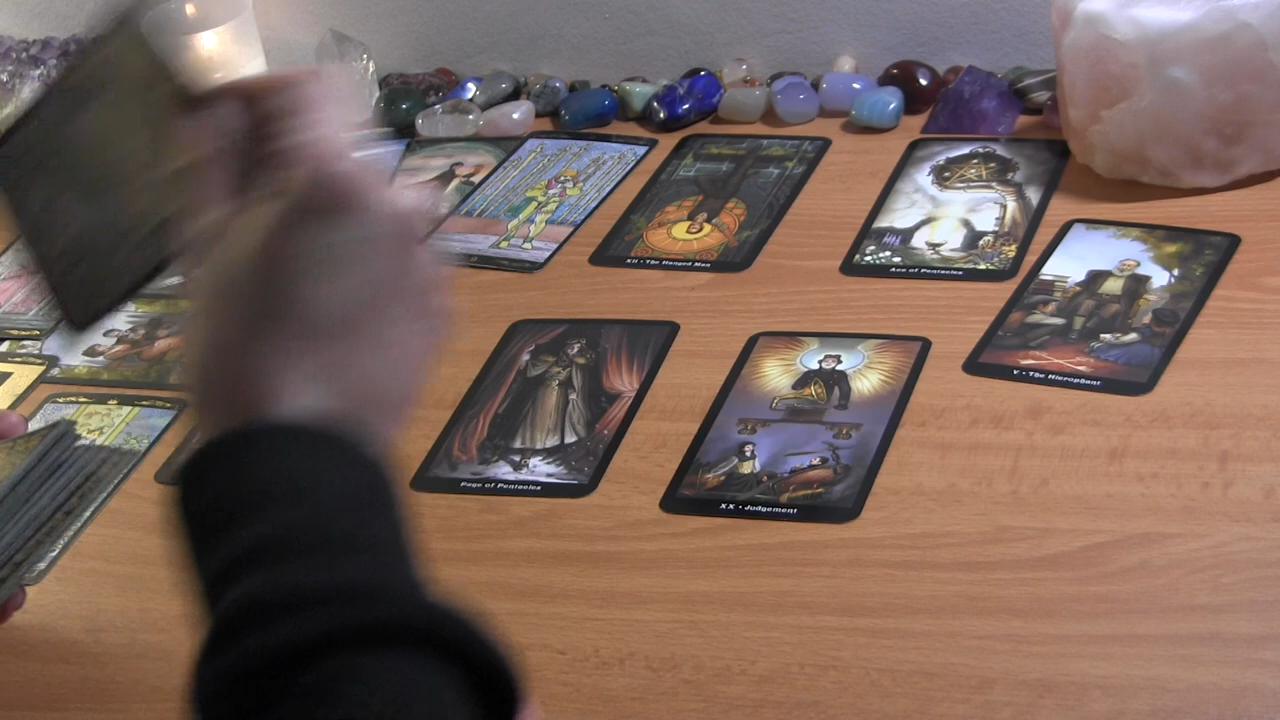 XII • The Hanged Man
Ace of Pentacles
V • The Hierophant
Page of Pentacles
XX • Judgement